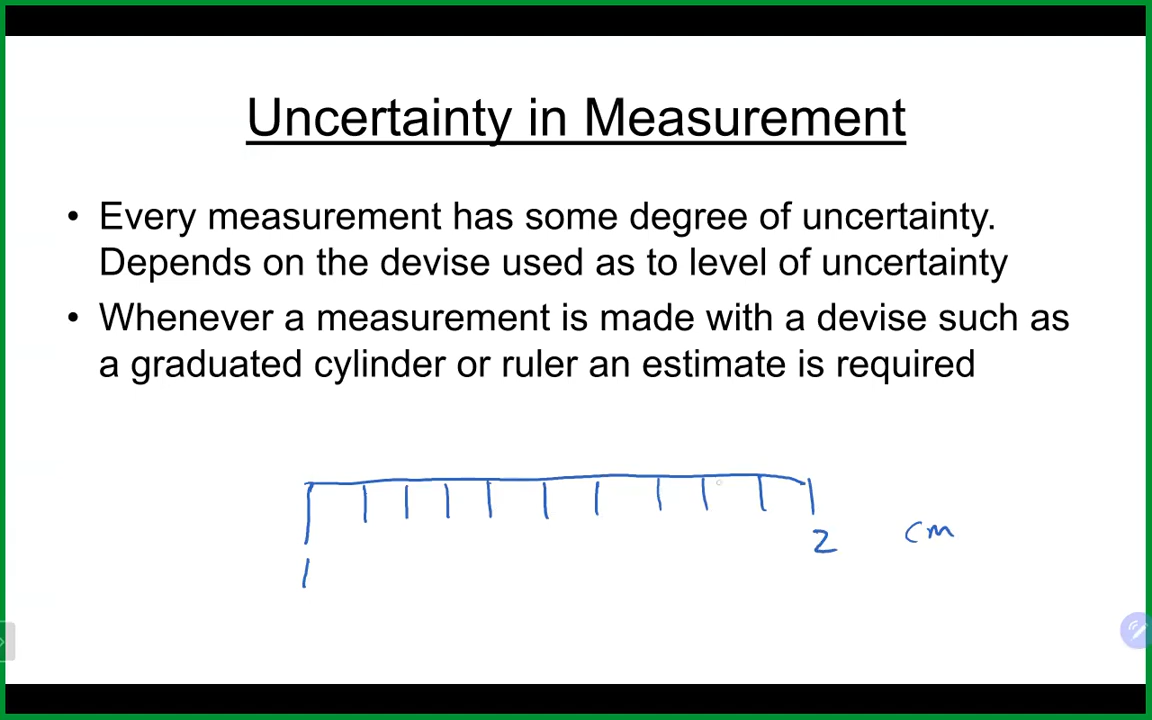 Uncertainty in Measurement
• Every measurement has some degree of uncertainty.
Depends on the devise used as to level of uncertainty
• Whenever a measurement is made with a devise such as
a graduated cylinder or ruler an estimate is required
1 2 cm